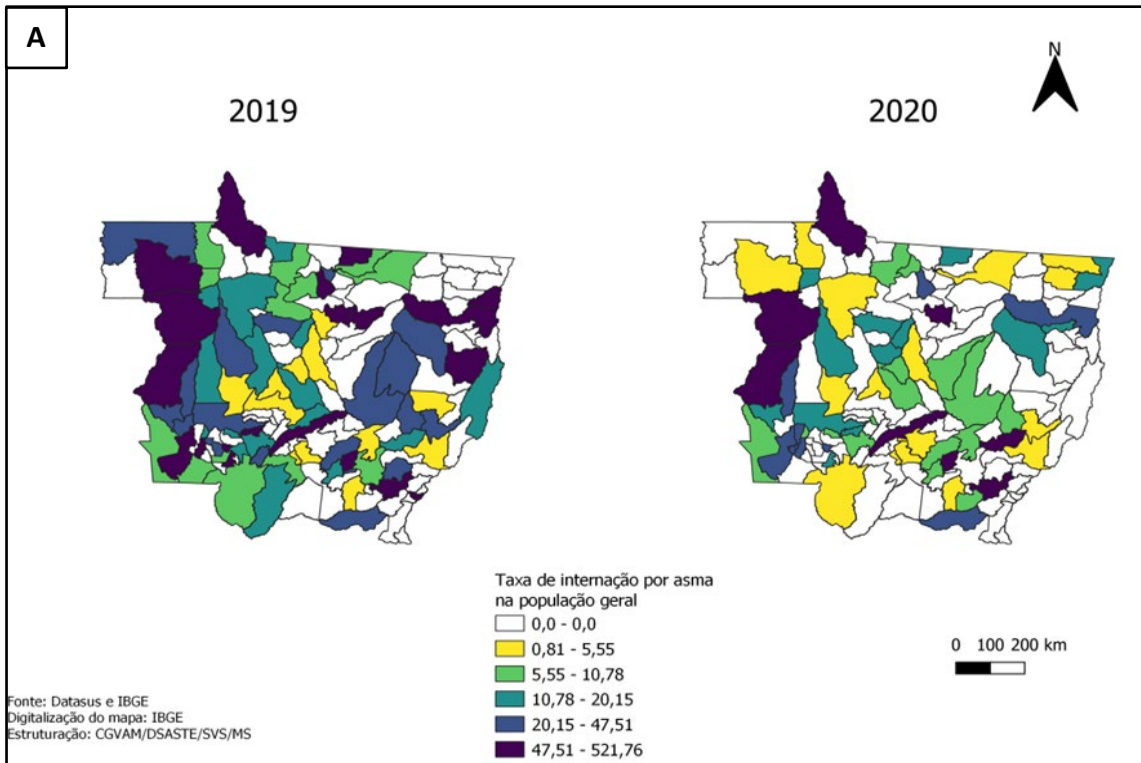 A
N
2019
2020
Taxa de internação por asma
na população geral
0,0 - 0,0
0,81 - 5,55
5,55 - 10,78
10,78 - 20,15
20,15 - 47,51
47,51 - 521,76
0 100 200 km
Fonte: Datasus e IBGE
Digitalização do mapa: IBGE
Estruturação: CGVAM/DSASTE/SVS/MS